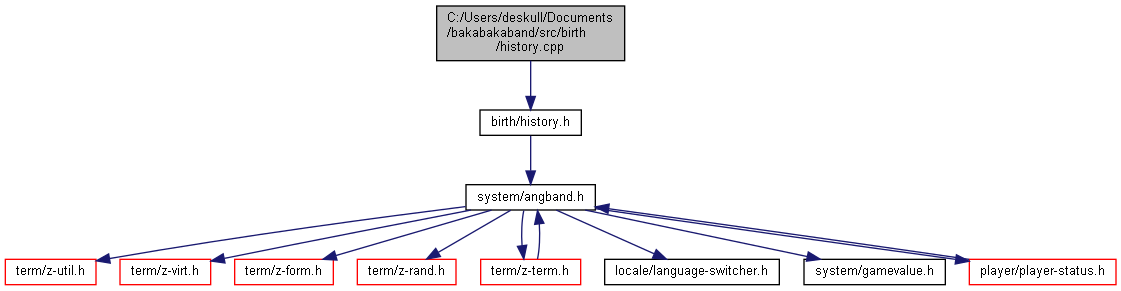 C:/Users/deskull/Documents
/bakabakaband/src/birth
/history.cpp
birth/history.h
system/angband.h
term/z-util.h
term/z-virt.h
term/z-form.h
term/z-rand.h
term/z-term.h
locale/language-switcher.h
system/gamevalue.h
player/player-status.h